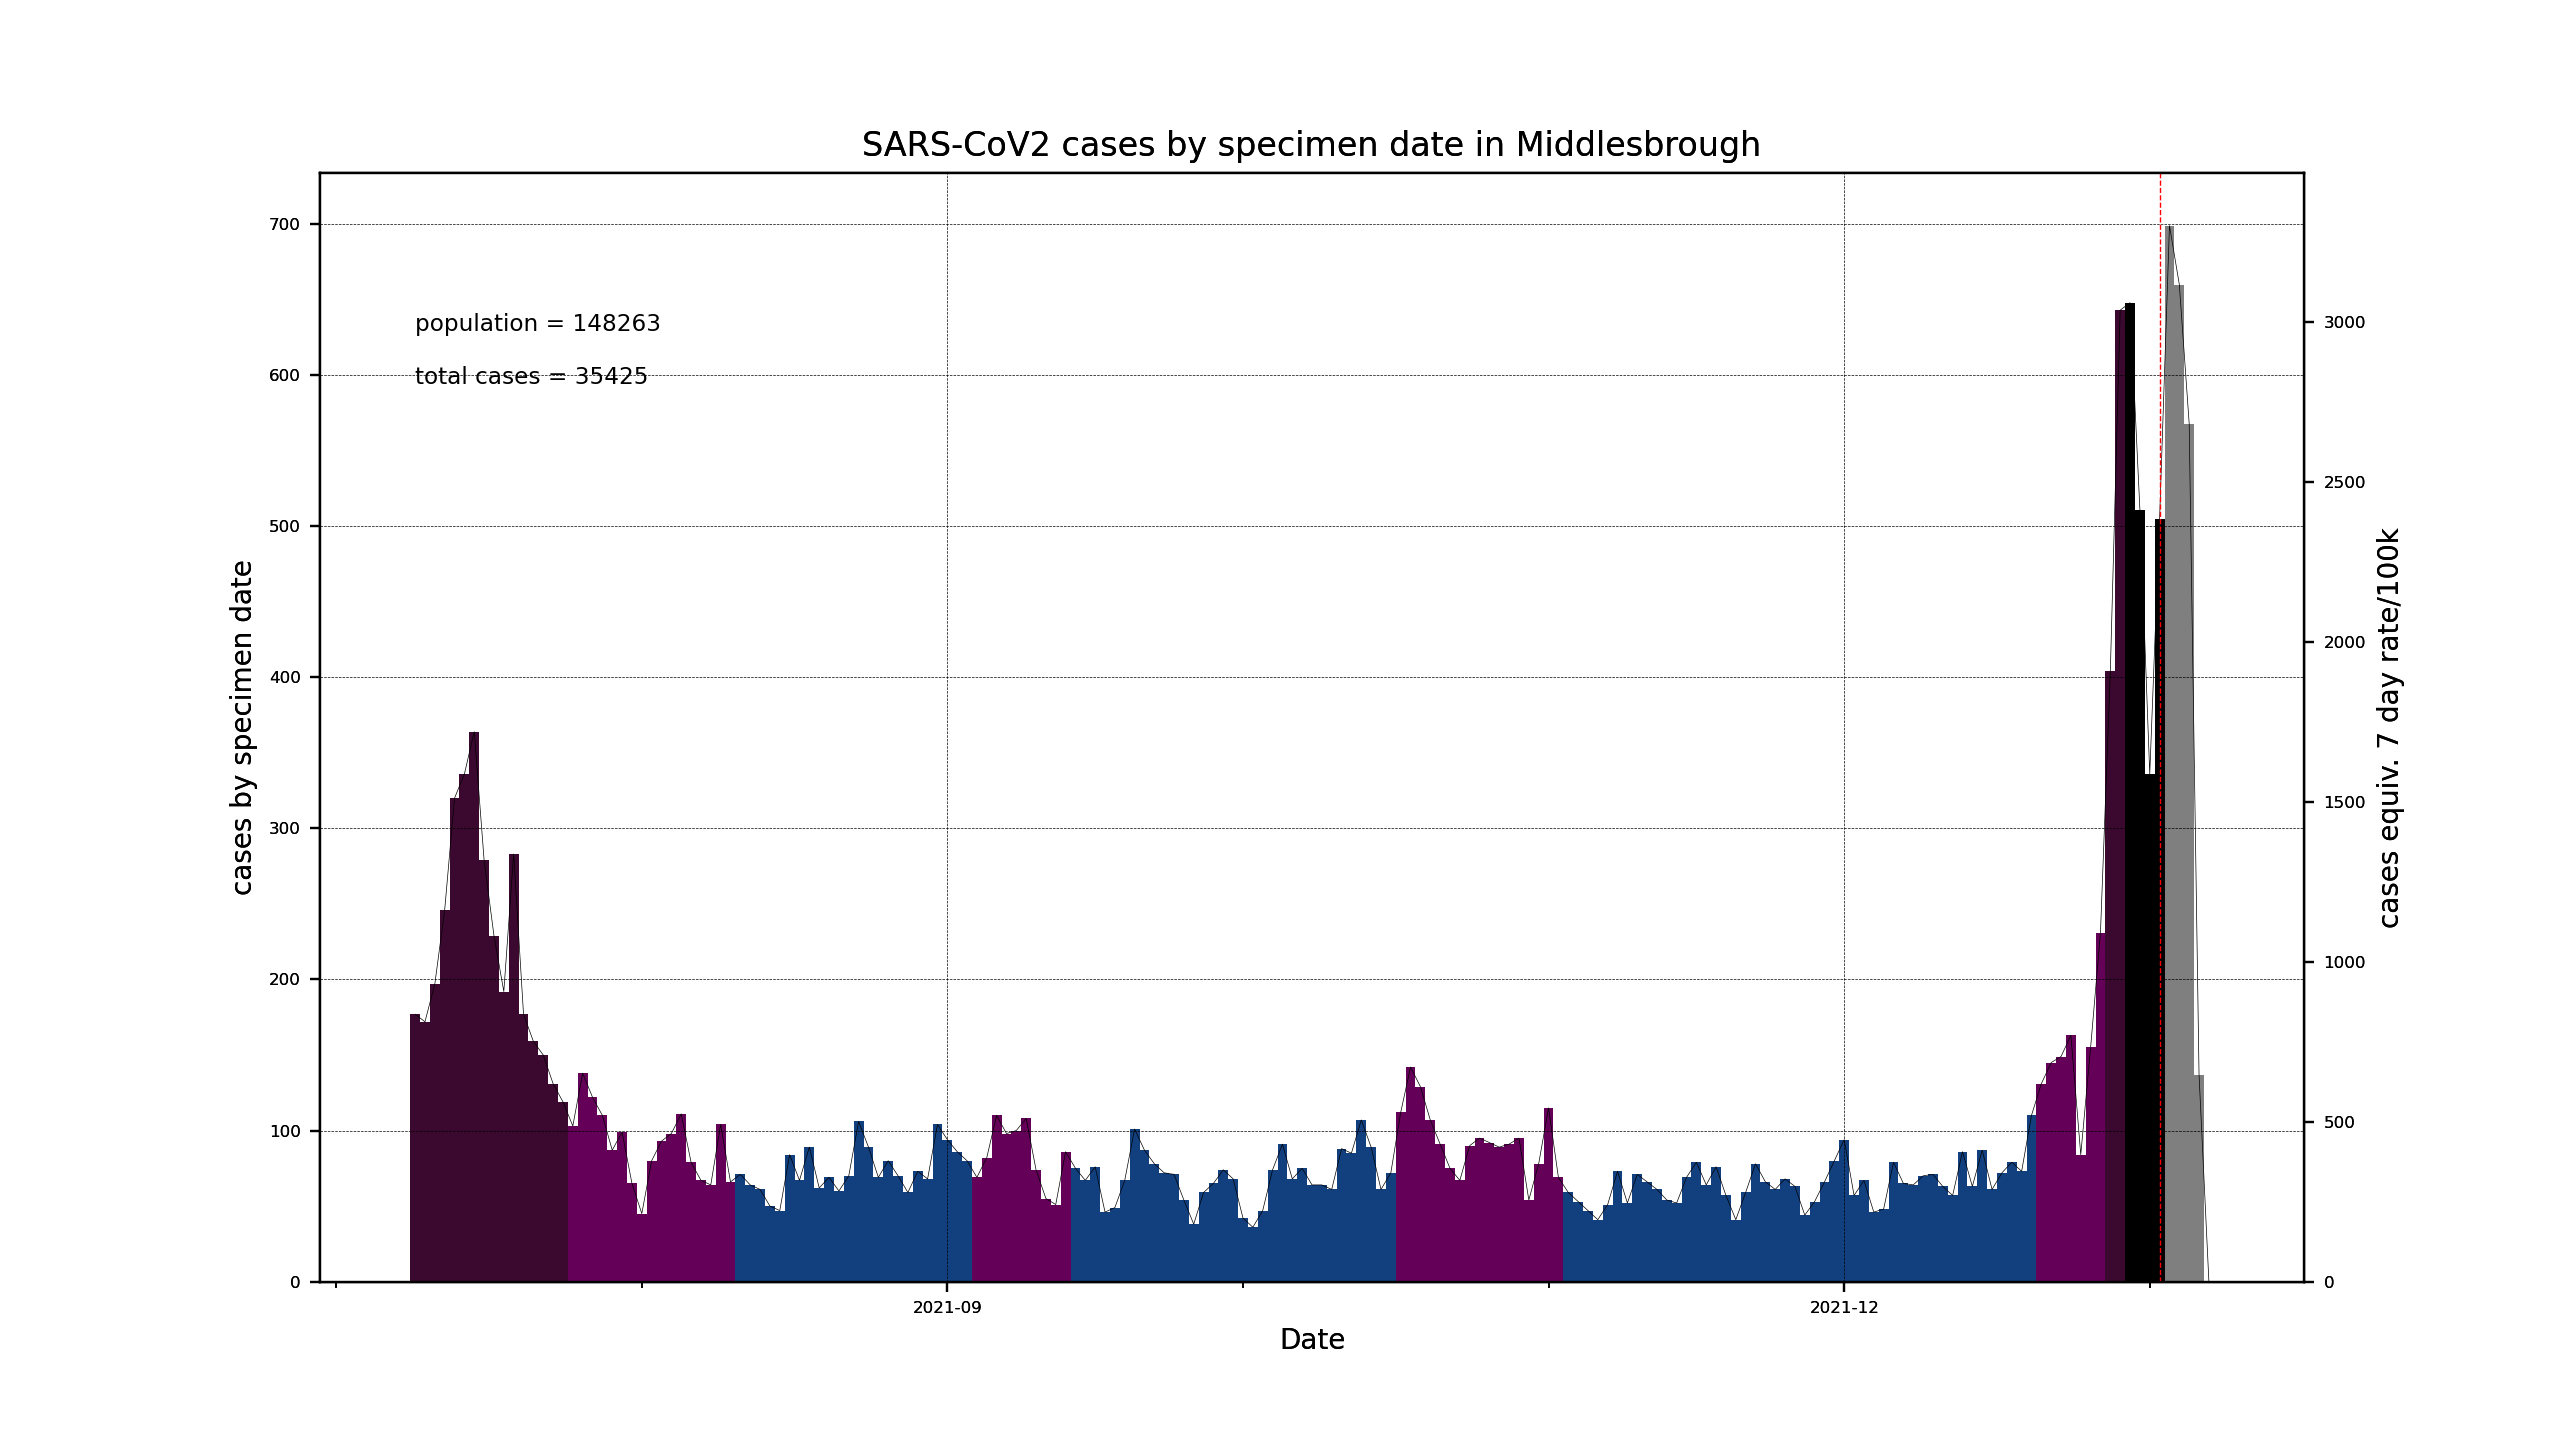 SARS-CoV2 cases by specimen date in Middlesbrough
population = 148263
total cases = 35425
cases by specimen date
700
600
500
400
300
200
100
0
cases equiv. 7 day rate/100k
3000
2500
2000
1500
1000
500
0
2021-09
2021-12
Date